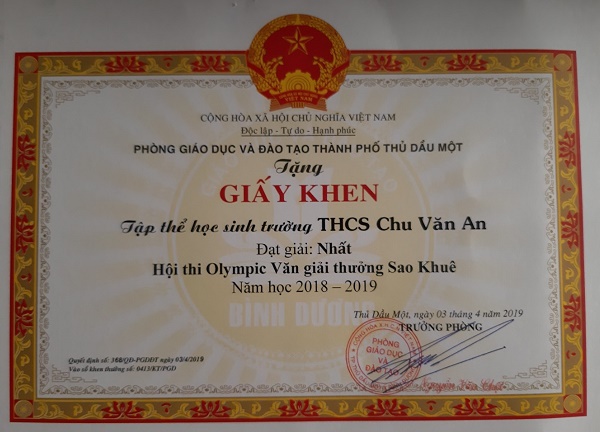 VIỆT NAM
CỘNG HÒA XÃ HỘI CHỦ NGHĨA VIỆT NAM
Độc lập - Tự do - Hạnh phúc
PHÒNG GIÁO DỤC VÀ ĐÀO TẠO THÀNH PHỐ THỦ DẦU MỘT
Tặng
GIẤY KHEN
Tập thể học sinh trường THCS Chu Văn An
Đạt giải: Nhất
Hội thi Olympic Văn giải thưởng Sao Khuê
Năm học 2018 – 2019
BÌNH DƯƠNG
Thủ Dầu Một, ngày 03 tháng 4 năm 2019
TRƯỞNG PHÒNG
PHÒNG
GIÁO DỤC
VÀ
ĐÀO TẠO
Quyết định số: 388/QĐ-PGDĐT ngày 03/4/2019
Vào sổ khen thưởng số: 0413/KT/PGD